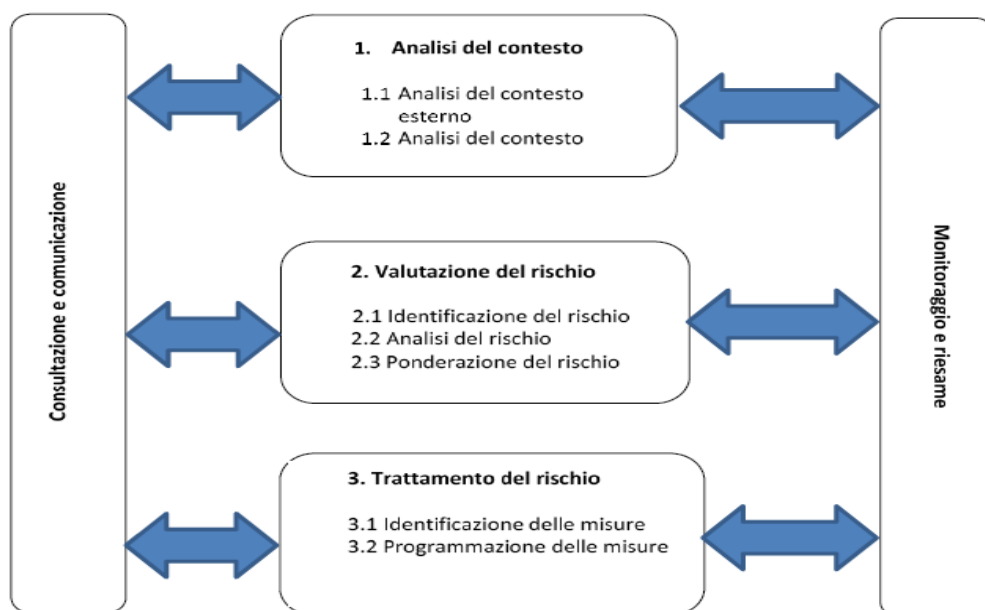 Consultazione e comunicazione
1. Analisi del contesto
1.1 Analisi del contesto
esterno
1.2 Analisi del contesto
2. Valutazione del rischio
2.1 Identificazione del rischio
2.2 Analisi del rischio
2.3 Ponderazione del rischio
3. Trattamento del rischio
3.1 Identificazione delle misure
3.2 Programmazione delle misure
Monitoraggio e riesame